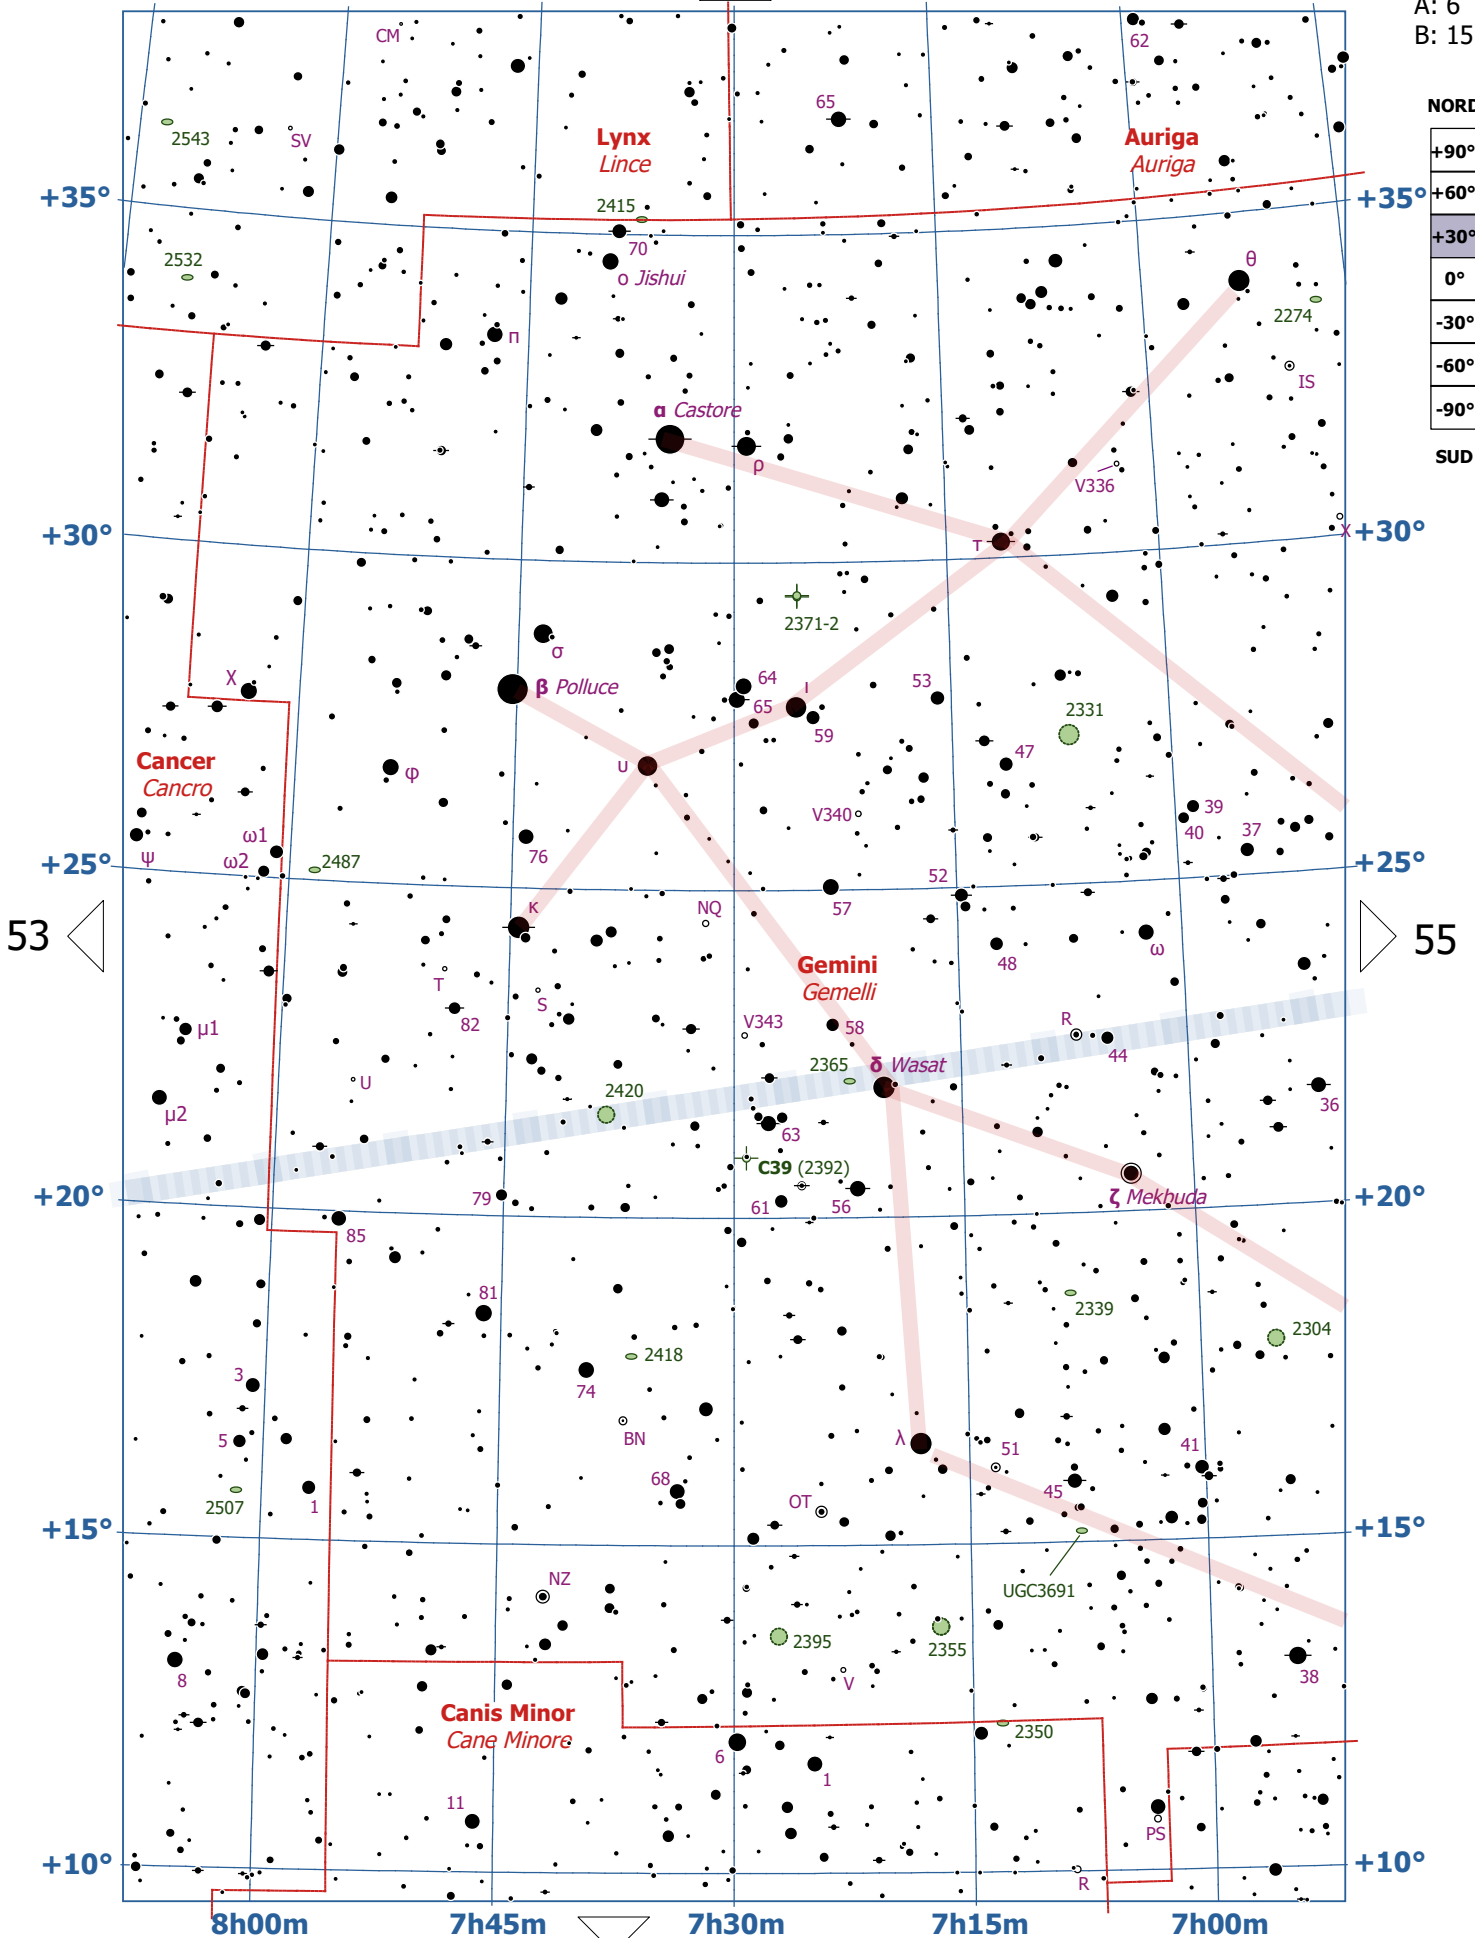 A: 6
B: 15
CM
62
65
NORD
2543
SV
Lynx
Lince
Auriga
Auriga
+90°
+35°
+35°
+60°
2415
70
+30°
2532
ο Jishui
θ
0°
2274
π
-30°
IS
-60°
α Castore
-90°
ρ
SUD
V336
+30°
τ
χ
+30°
2371-2
σ
χ
β Polluce
64
65
ι
59
53
2331
Cancer
Cancro
υ
47
φ
V340
39
40
37
ψ
ω1
ω2
76
+25°
2487
+25°
52
κ
NQ
57
53
55
48
ω
Gemini
Gemelli
T
S
82
V343
58
R
44
μ1
2365
δ Wasat
U
2420
μ2
36
63
C39 (2392)
+20°
79
61
56
ζ Mekbuda
+20°
85
81
2339
2304
2418
3
74
BN
5
λ
51
41
68
45
2507
1
OT
+15°
+15°
NZ
UGC3691
2395
2355
8
V
38
Canis Minor
Cane Minore
2350
6
1
11
PS
+10°
R
+10°
8h00m
7h45m
7h30m
7h15m
7h00m